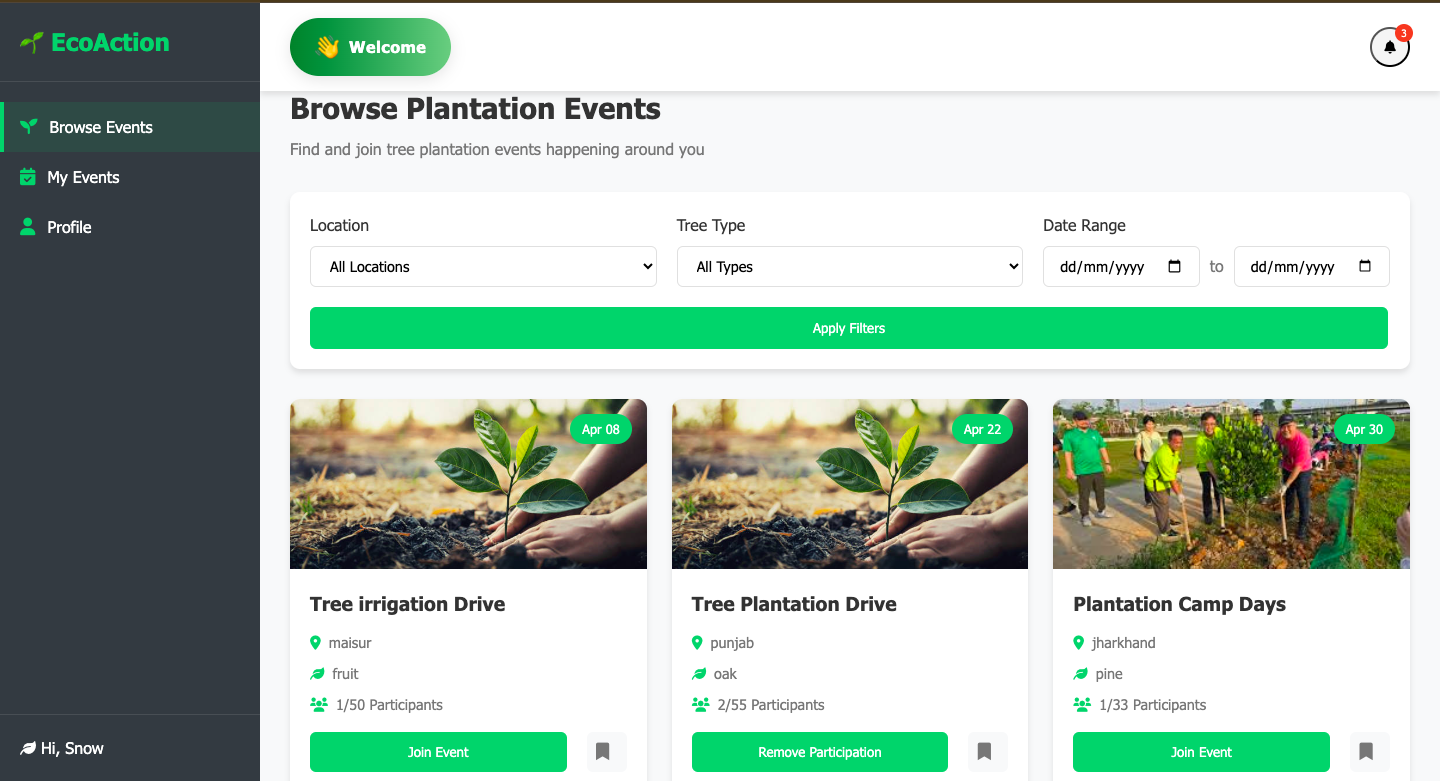 EcoAction
Welcome
3
Browse Events
My Events
Profile
Hi, Snow
Browse Plantation Events
Find and join tree plantation events happening around you
Location
Tree Type
Date Range
All Locations
All Types
dd/mm/yyyy to dd/mm/yyyy
Apply Filters
Apr 08
Tree irrigation Drive
maisur
fruit
1/50 Participants
Join Event
Apr 22
Tree Plantation Drive
punjab
oak
2/55 Participants
Remove Participation
Apr 30
Plantation Camp Days
jharkhand
pine
1/33 Participants
Join Event